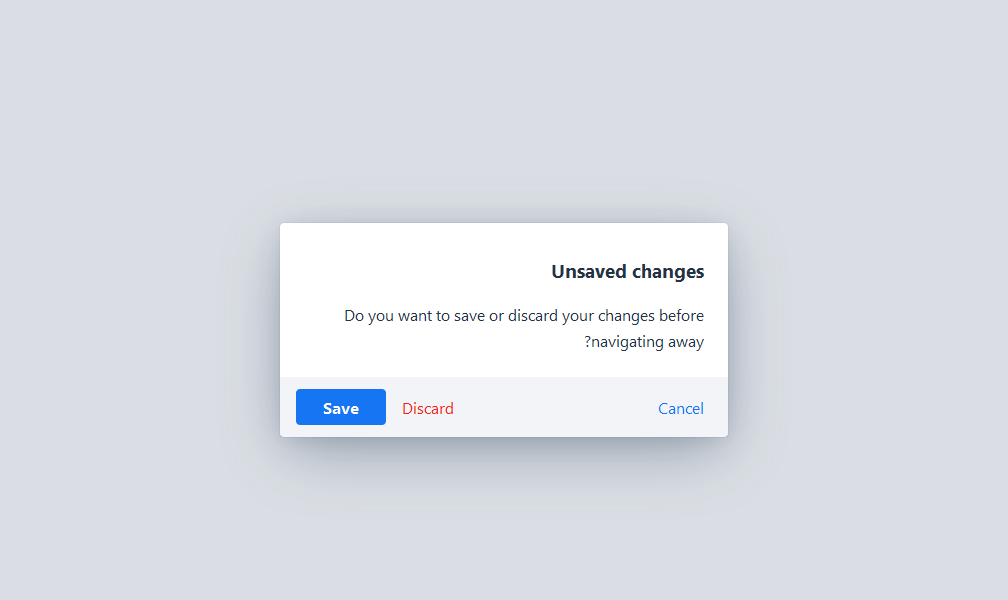 Unsaved changes
Do you want to save or discard your changes before
?navigating away
Save
Discard
Cancel